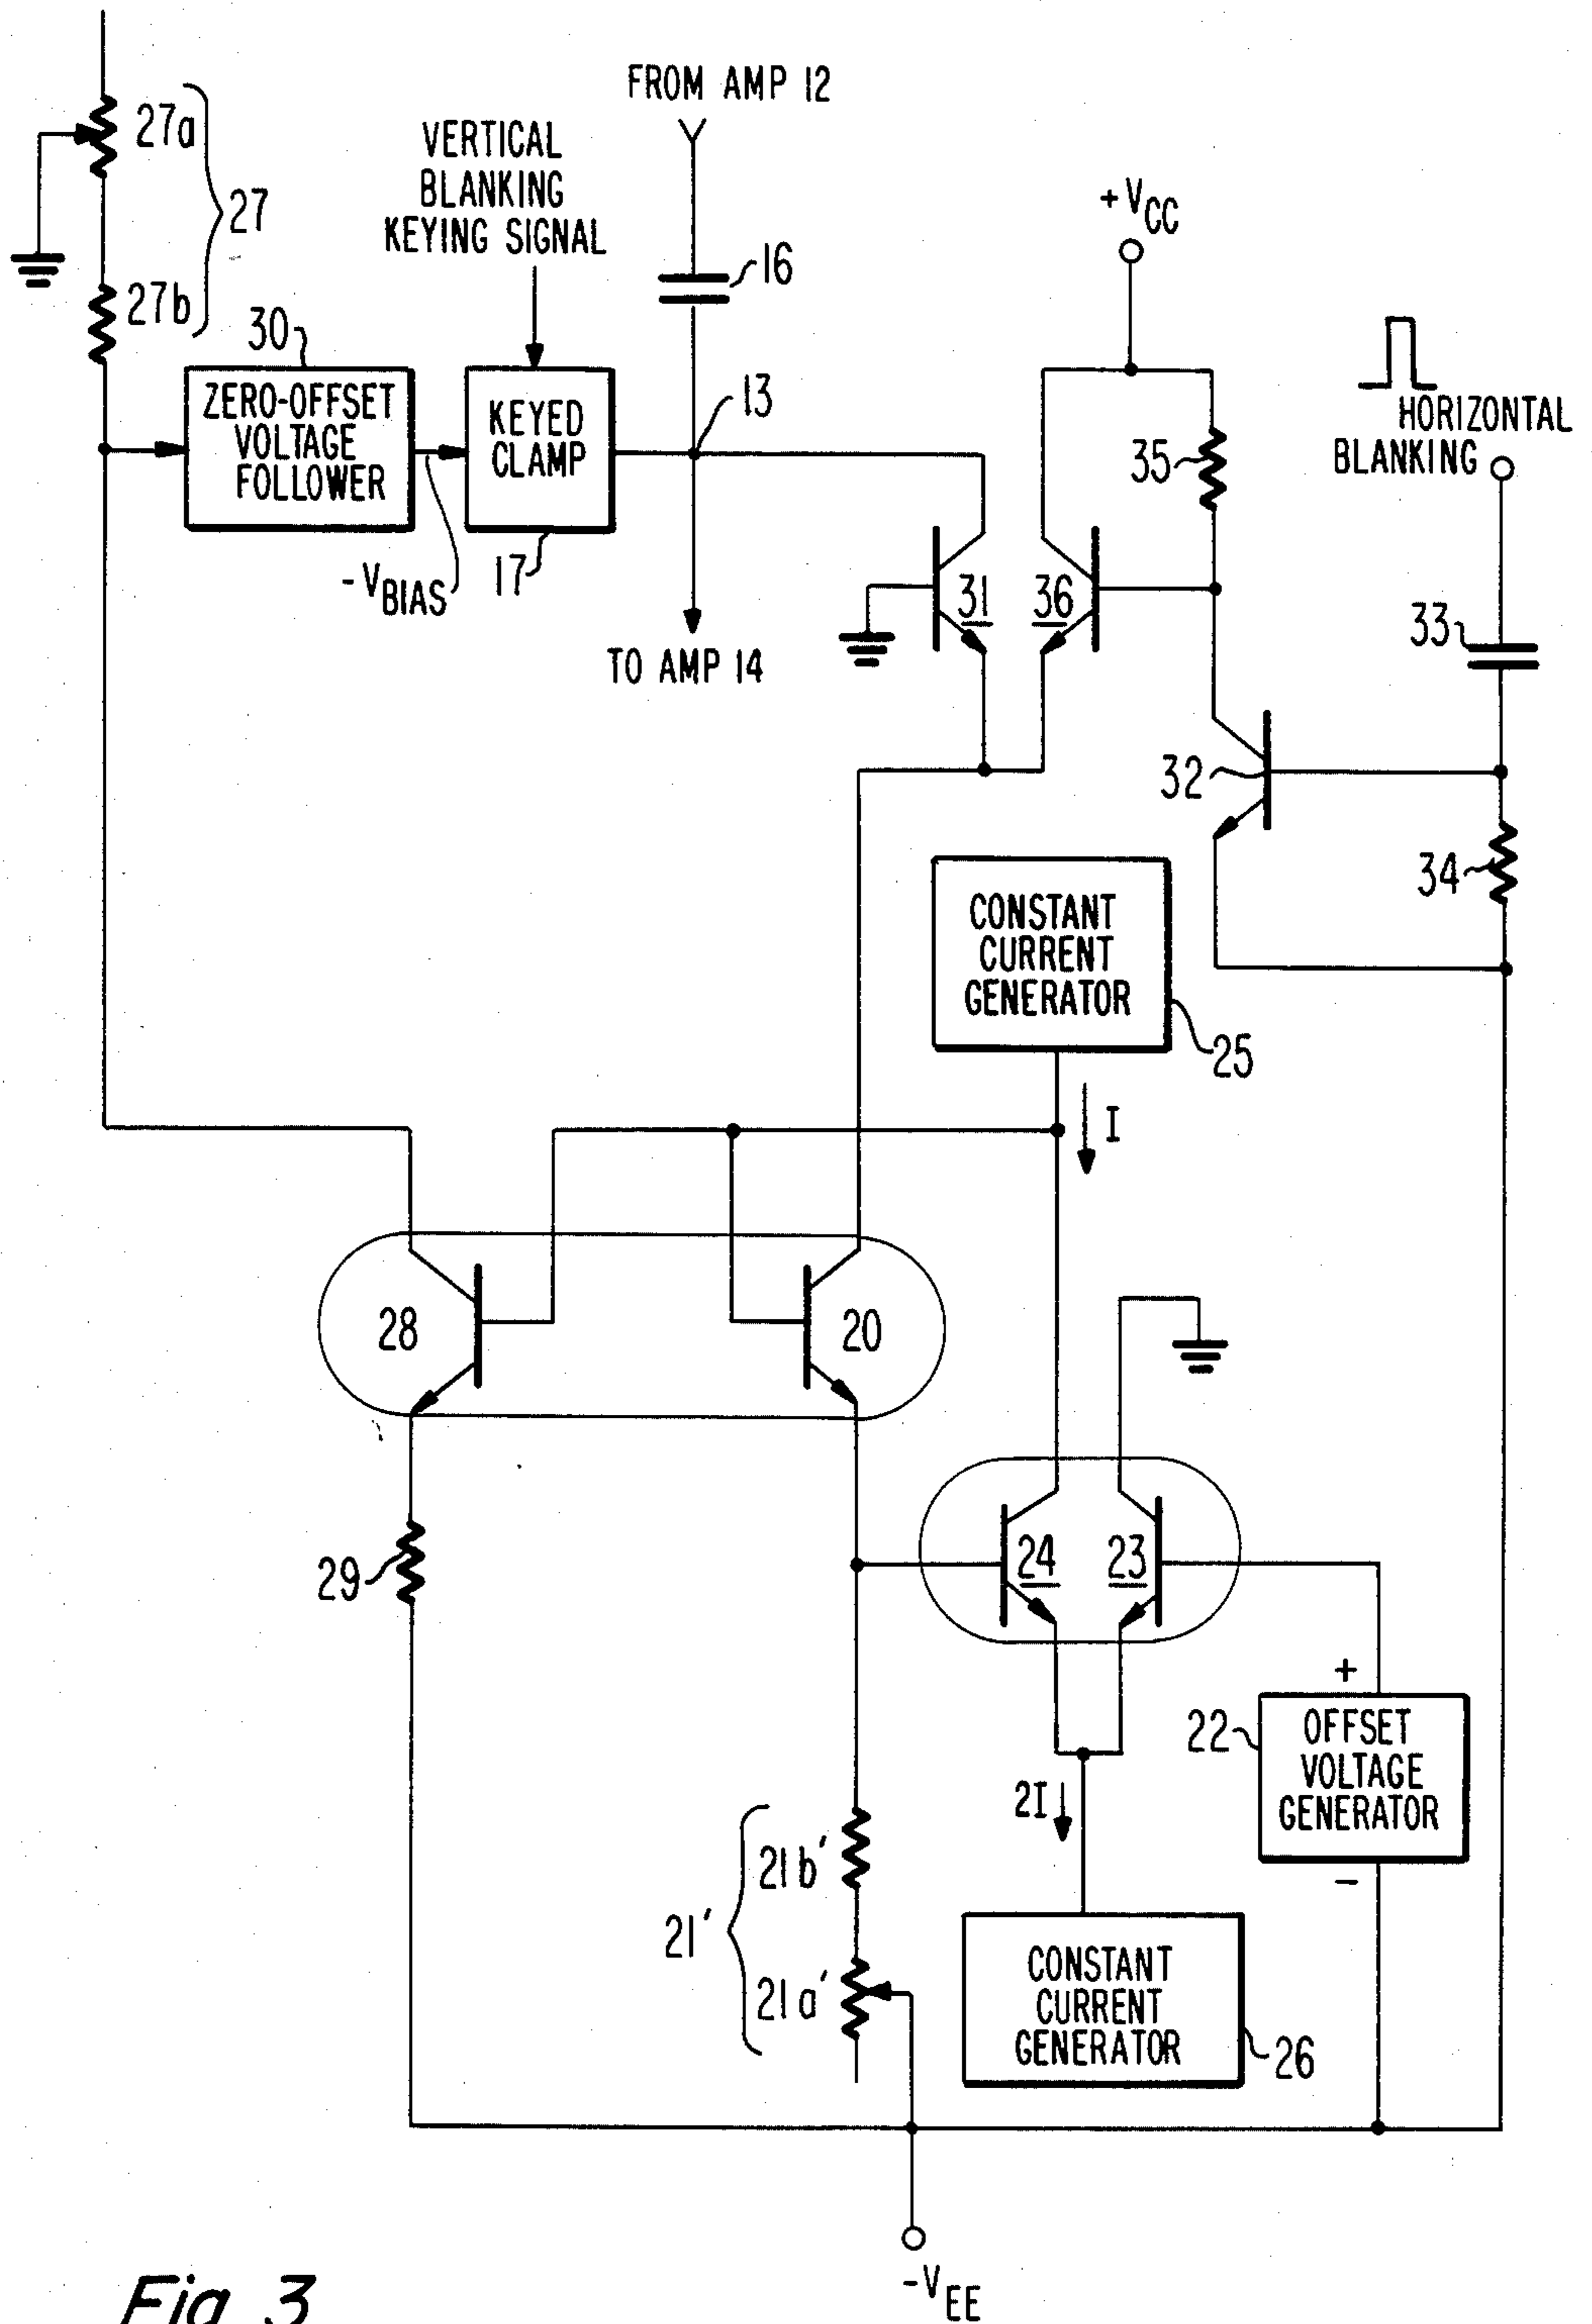 FROM AMP 12
27a
27
27b
VERTICAL
BLANKING
KEYING SIGNAL
16
+VCC
30
ZERO-OFFSET
VOLTAGE
FOLLOWER
KEYED
CLAMP
13
17
-VBIAS
35
HORIZONTAL
BLANKING
31
36
33
TO AMP 14
32
34
CONSTANT
CURRENT
GENERATOR
25
I
28
20
24
23
29
+
22
OFFSET
VOLTAGE
GENERATOR
-
2I
21b'
21'
21a'
CONSTANT
CURRENT
GENERATOR
26
-VEE
Fig. 3